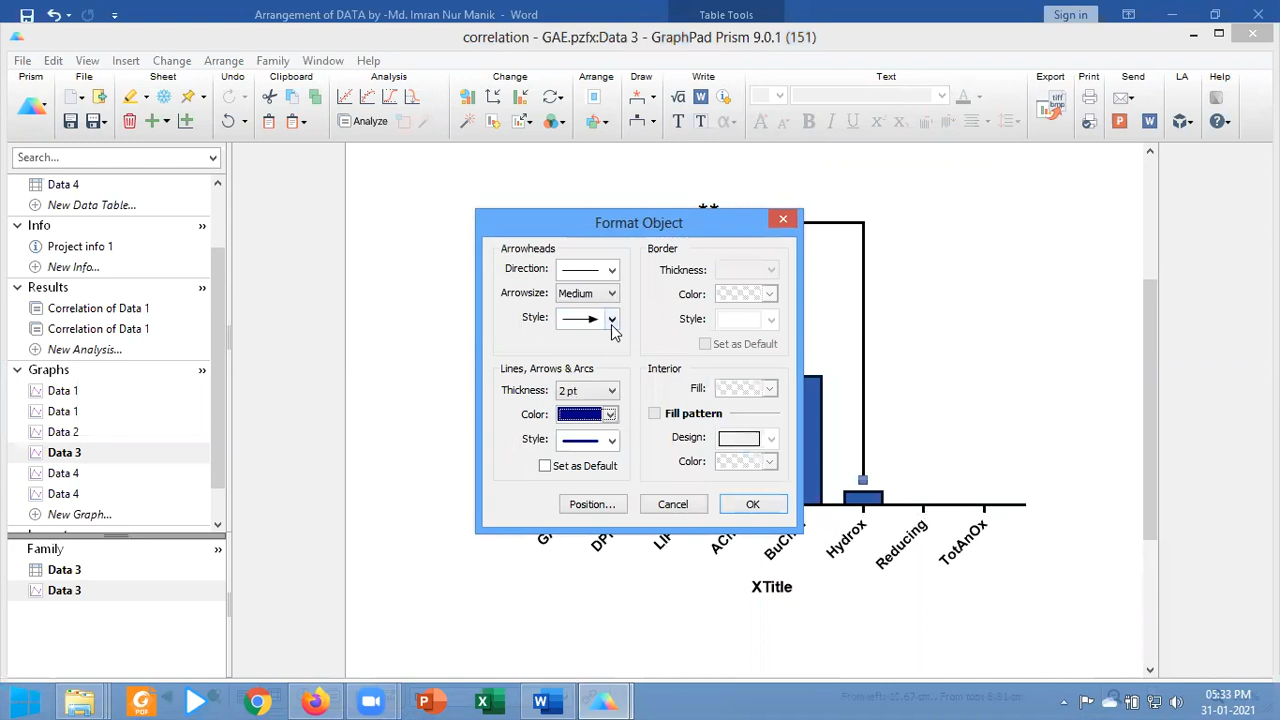 Arrangement of DATA by -Md. Imran Nur Manik - Word
Table Tools
Sign in
correlation - GAE.pzfx:Data 3 - GraphPad Prism 9.0.1 (151)
File Edit View Insert Change Arrange Family Window Help
Prism File Sheet Undo Clipboard Analysis Change Arrange Draw Write Text Export Print Send LA Help
Analyze
Search...
Data 4
New Data Table...
Info
Project info 1
New Info...
Results
Correlation of Data 1
Correlation of Data 1
New Analysis...
Graphs
Data 1
Data 1
Data 2
Data 3
Data 4
Data 4
New Graph...
Family
Data 3
Data 3
**
Format Object
Arrowheads
Direction:
Arrowsize: Medium
Style:
Border
Thickness:
Color:
Style:
Set as Default
Lines, Arrows & Arcs
Thickness: 2 pt
Color:
Style:
Set as Default
Interior
Fill:
Fill pattern
Design:
Color:
Position... Cancel OK
Hydrox
Reducing
TotAnOx
XTitle
05:33 PM
31-01-2021